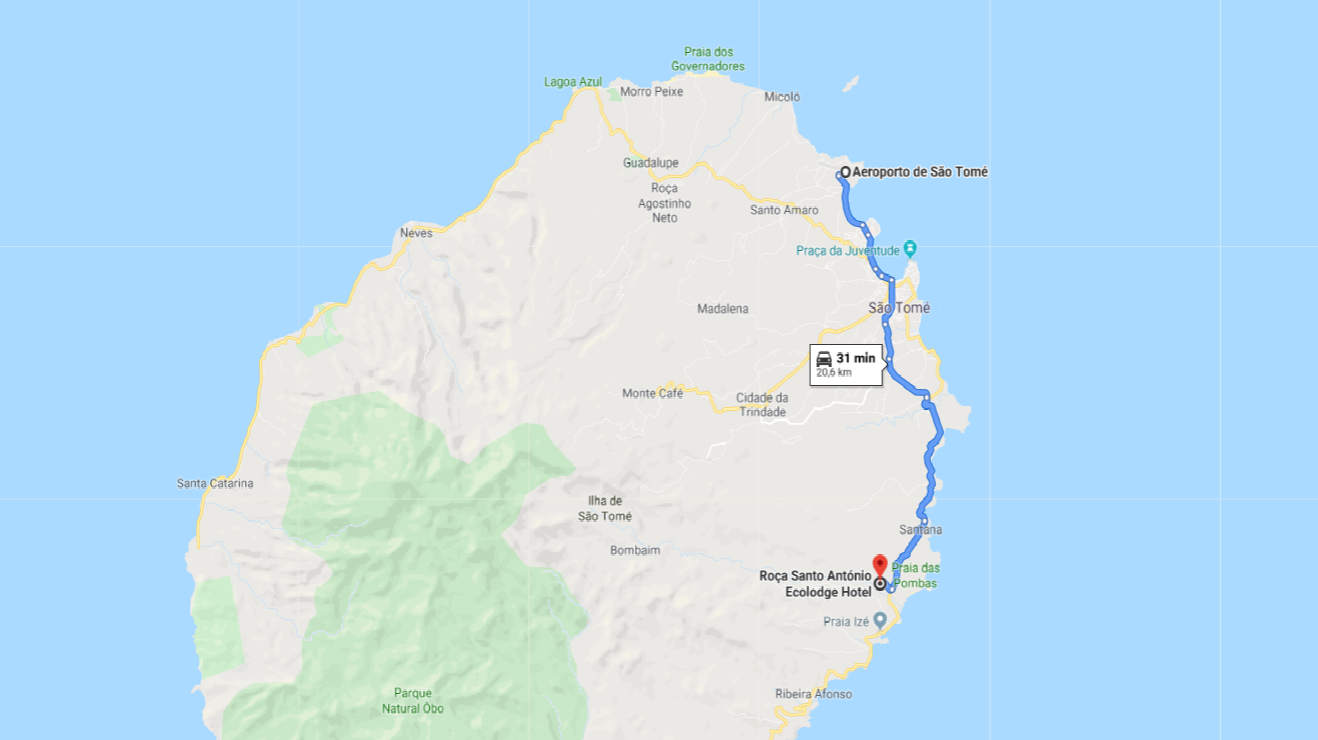 Praia dos
Governadores
Lagoa Azul
Morro Peixe
Micoló
Guadalupe
Aeroporto de São Tomé
Roça
Agostinho
Neto
Santo Amaro
Neves
Praça da Juventude
Madalena
São Tomé
31 min
20,6 km
Monte Café
Cidade da
Trindade
Santa Catarina
Ilha de
São Tomé
Santana
Bombaim
Praia das
Pombas
Roça Santo António
Ecolodge Hotel
Praia Izé
Ribeira Afonso
Parque
Natural Ôbo